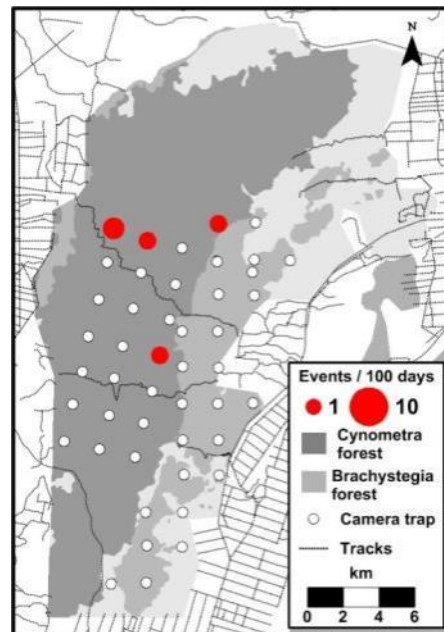 N
Events / 100 days
1 10
Cynometra
forest
Brachystegia
forest
Camera trap
Tracks
km
0 2 4 6